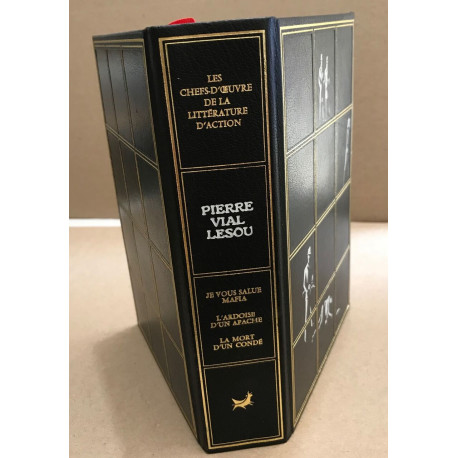 LES
CHEFS-D'ŒUVRE
DE LA
LITTÉRATURE
D'ACTION
PIERRE
VIAL
LESOU
JE VOUS SALUE
MAFIA
L'ARDOISE
D'UN APACHE
LA MORT
D'UN CONDÉ